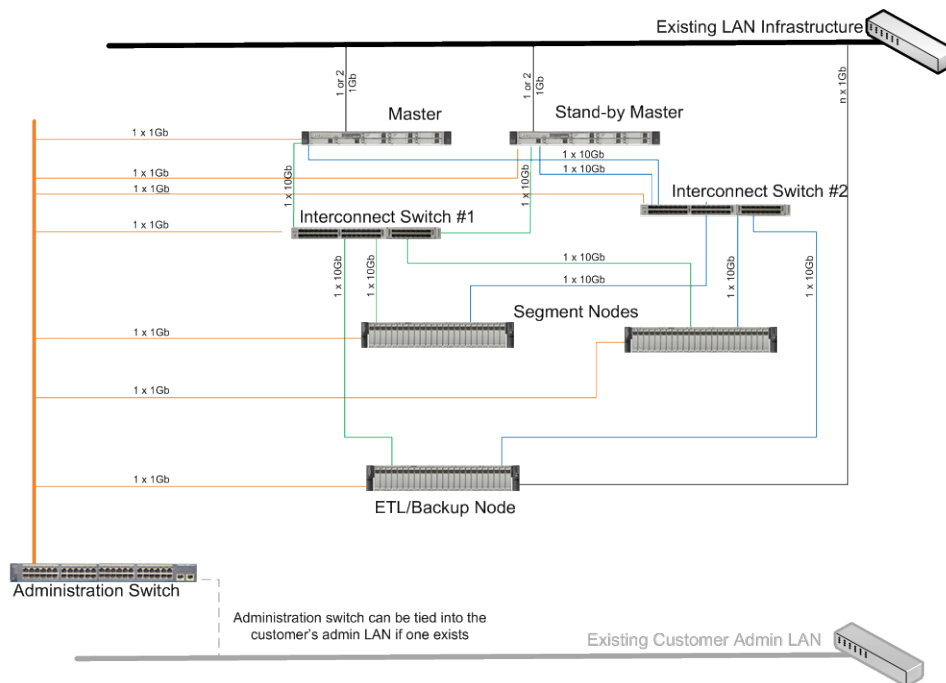 Existing LAN Infrastructure
1 or 2
1Gb
1 or 2
1Gb
n x 1Gb
Master
Stand-by Master
1 x 1Gb
1 x 10Gb
1 x 10Gb
1 x 1Gb
1 x 1Gb
1 x 10Gb
1 x 10Gb
Interconnect Switch #2
Interconnect Switch #1
1 x 1Gb
1 x 10Gb
1 x 10Gb
1 x 10Gb
1 x 10Gb
1 x 10Gb
1 x 10Gb
Segment Nodes
1 x 1Gb
1 x 1Gb
1 x 1Gb
ETL/Backup Node
Administration Switch
Administration switch can be tied into the
customer's admin LAN if one exists
Existing Customer Admin LAN